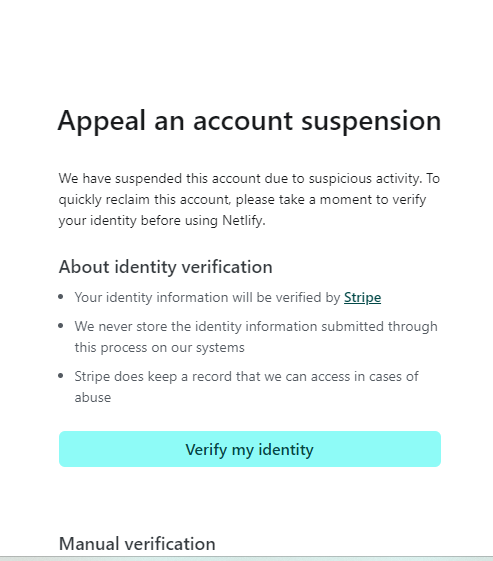 Appeal an account suspension
We have suspended this account due to suspicious activity. To
quickly reclaim this account, please take a moment to verify
your identity before using Netlify.
About identity verification
Your identity information will be verified by Stripe
We never store the identity information submitted through
this process on our systems
Stripe does keep a record that we can access in cases of
abuse
Verify my identity
Manual verification